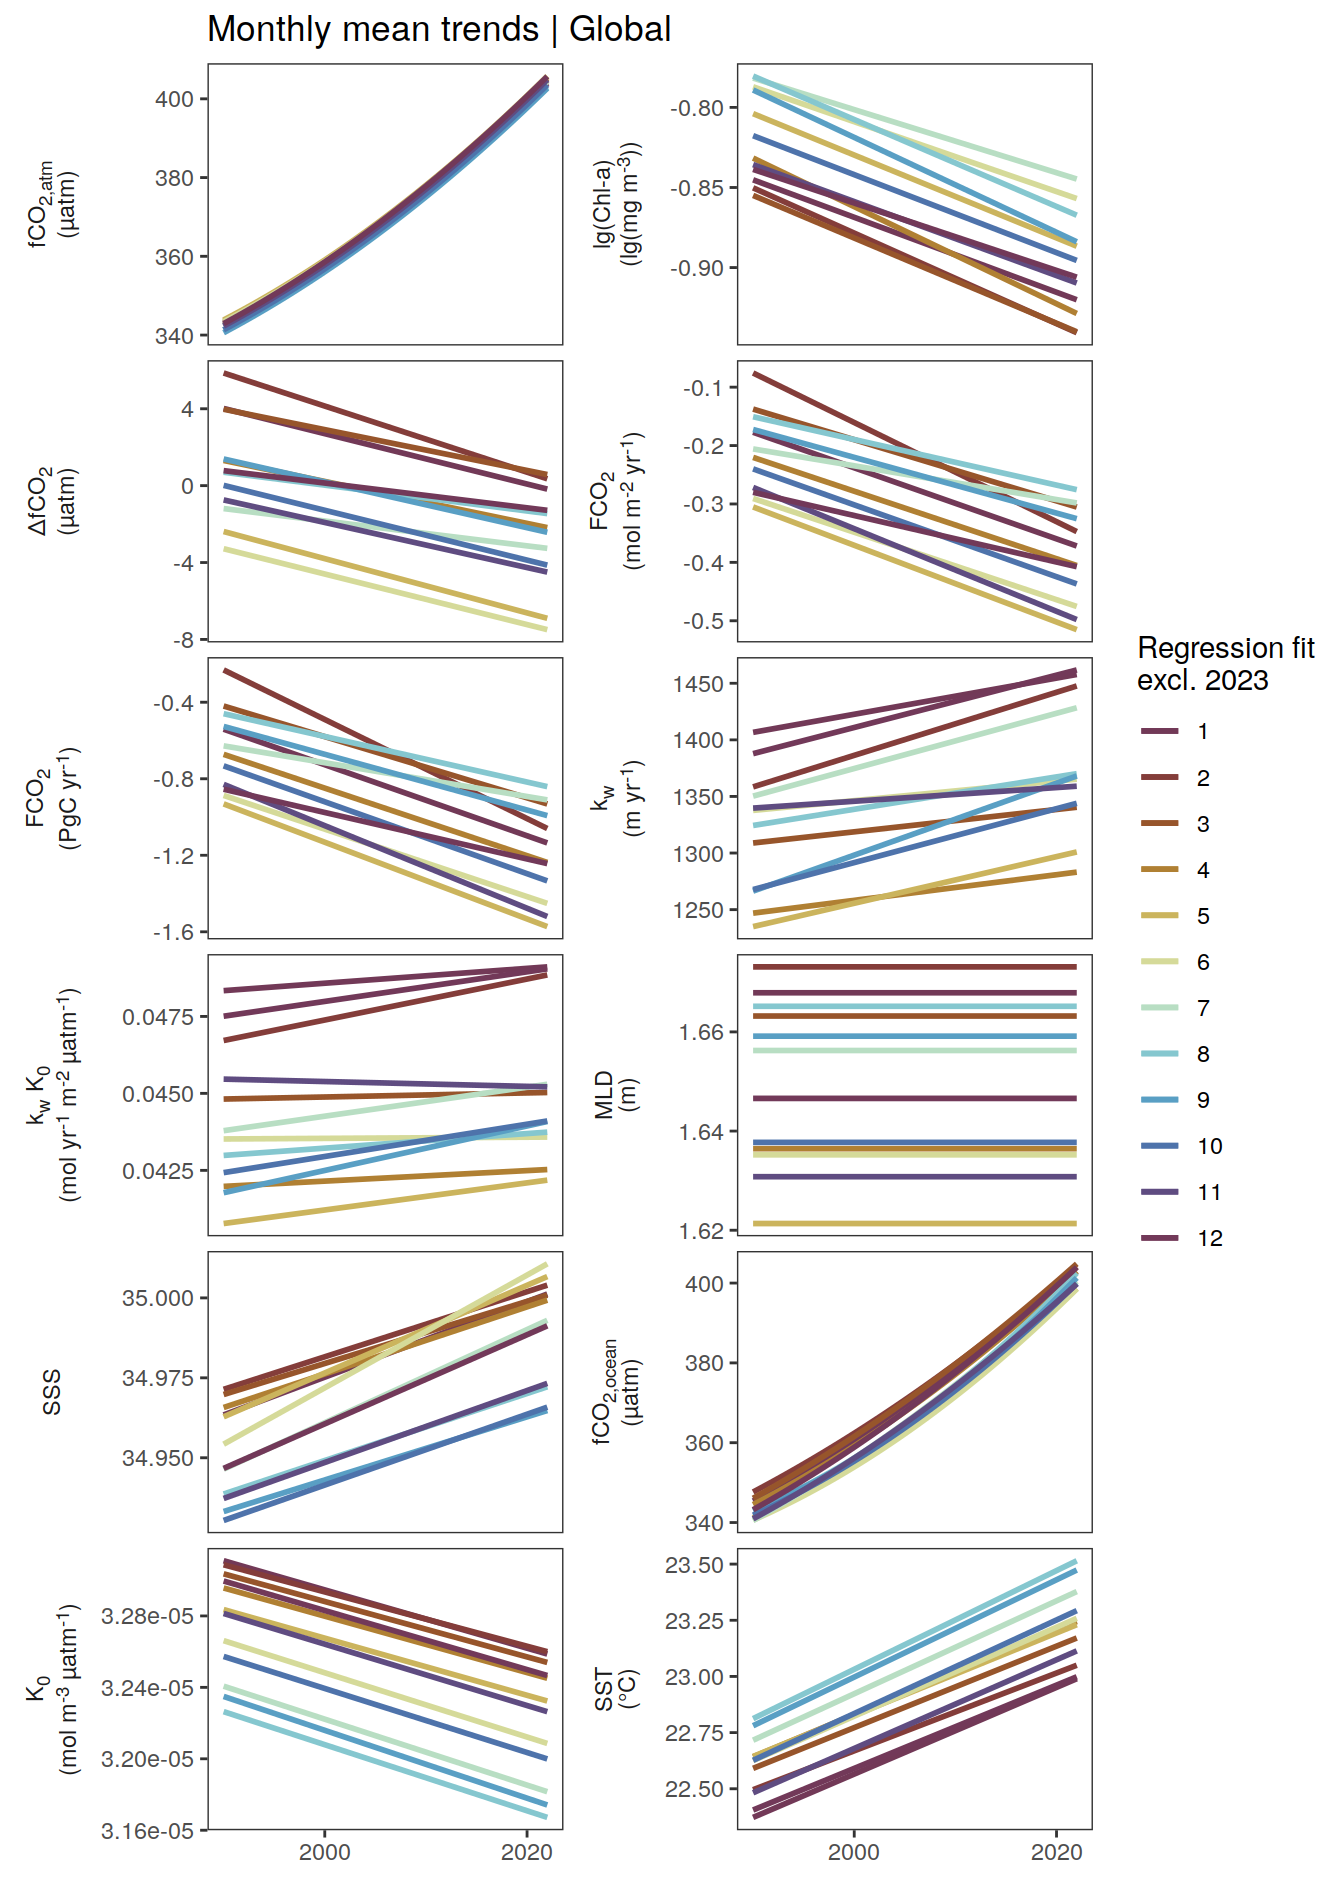 Monthly mean trends | Global
fCO2,atm
(µatm)
400
380
360
340
lg(Chl-a)
(lg(mg m-3))
-0.80
-0.85
-0.90
ΔfCO2
(µatm)
4
0
-4
-8
FCO2
(mol m-2 yr-1)
-0.1
-0.2
-0.3
-0.4
-0.5
FCO2
(PgC yr-1)
-0.4
-0.8
-1.2
-1.6
kw
(m yr-1)
1450
1400
1350
1300
1250
kw K0
(mol yr-1 m-2 µatm-1)
0.0475
0.0450
0.0425
MLD
(m)
1.66
1.64
1.62
SSS
35.000
34.975
34.950
fCO2,ocean
(µatm)
400
380
360
340
K0
(mol m-3 µatm-1)
3.28e-05
3.24e-05
3.20e-05
3.16e-05
2000
2020
SST
(°C)
23.50
23.25
23.00
22.75
22.50
2000
2020
Regression fit
excl. 2023
1
2
3
4
5
6
7
8
9
10
11
12